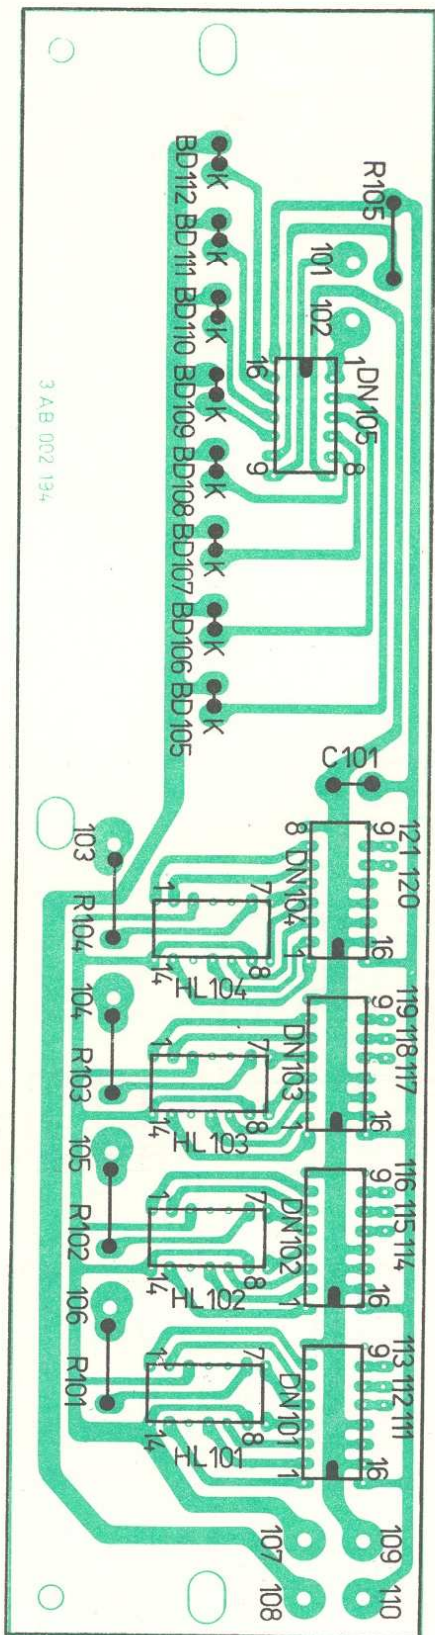 R105
101
102
1
16
DN105
9
8
BD112
K
BD111
K
BD110
K
BD109
K
BD108
K
BD107
K
BD106
K
BD105
K
3 AB 002 194
C101
103
R104
1
7
14
8
HL104
8
9
DN104
1
16
121
120
104
R103
1
7
14
8
HL103
9
DN103
1
16
119
118
117
105
R102
1
7
14
8
HL102
9
DN102
1
16
116
115
114
106
R101
1
7
14
8
HL101
9
DN101
1
16
113
112
111
107
108
109
110